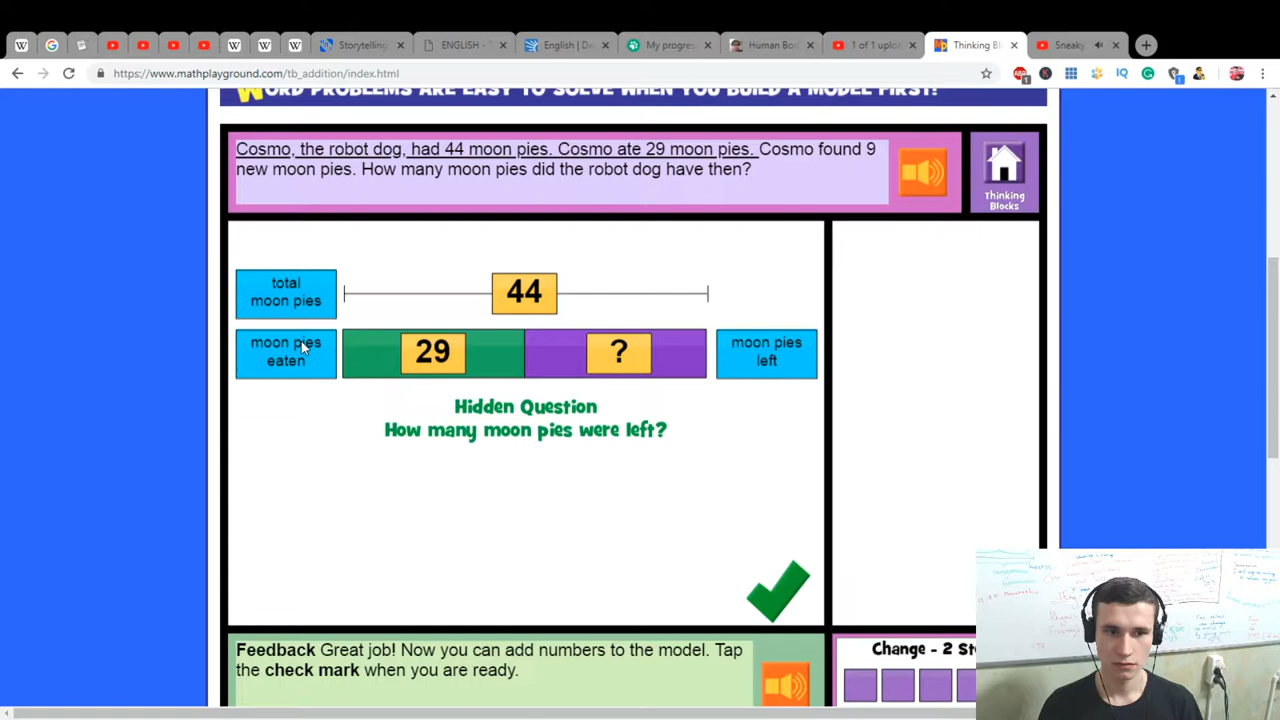 Storytelling
ENGLISH - T
English | De
My progres
Human Bod
1 of 1 uplo
Thinking Blo
Sneaky
https://www.mathplayground.com/tb_addition/index.html
WORD PROBLEMS ARE EASY TO SOLVE WHEN YOU BUILD A MODEL FIRST!
Cosmo, the robot dog, had 44 moon pies. Cosmo ate 29 moon pies. Cosmo found 9
new moon pies. How many moon pies did the robot dog have then?
Thinking
Blocks
total
moon pies
44
moon pies
eaten
29
?
moon pies
left
Hidden Question
How many moon pies were left?
Feedback Great job! Now you can add numbers to the model. Tap
the check mark when you are ready.
Change - 2 St